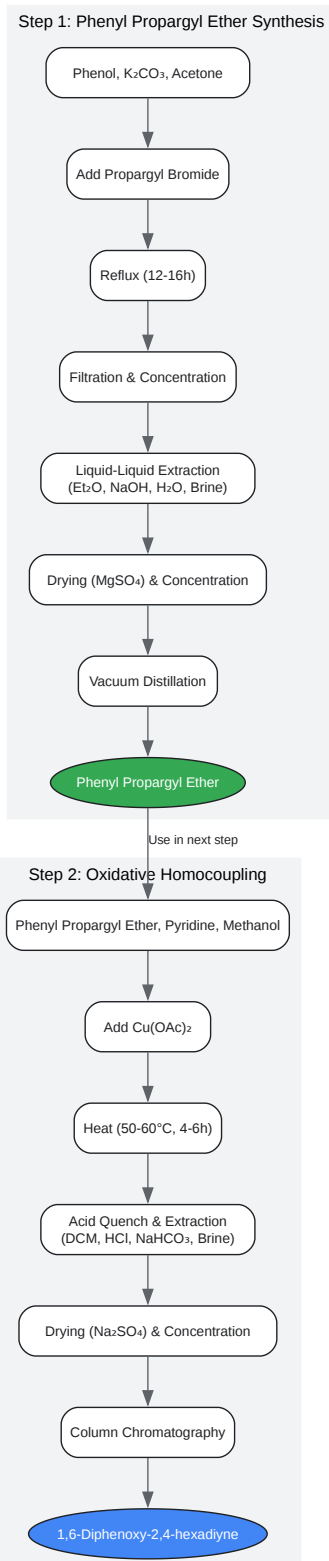 Step 1: Phenyl Propargyl Ether Synthesis
Phenol, K₂CO₃, Acetone
Add Propargyl Bromide
Reflux (12-16h)
Filtration & Concentration
Liquid-Liquid Extraction
(Et₂O, NaOH, H₂O, Brine)
Drying (MgSO₄) & Concentration
Vacuum Distillation
Phenyl Propargyl Ether
Use in next step
Step 2: Oxidative Homocoupling
Phenyl Propargyl Ether, Pyridine, Methanol
Add Cu(OAc)₂
Heat (50-60°C, 4-6h)
Acid Quench & Extraction
(DCM, HCl, NaHCO₃, Brine)
Drying (Na₂SO₄) & Concentration
Column Chromatography
1,6-Diphenoxy-2,4-hexadiyne